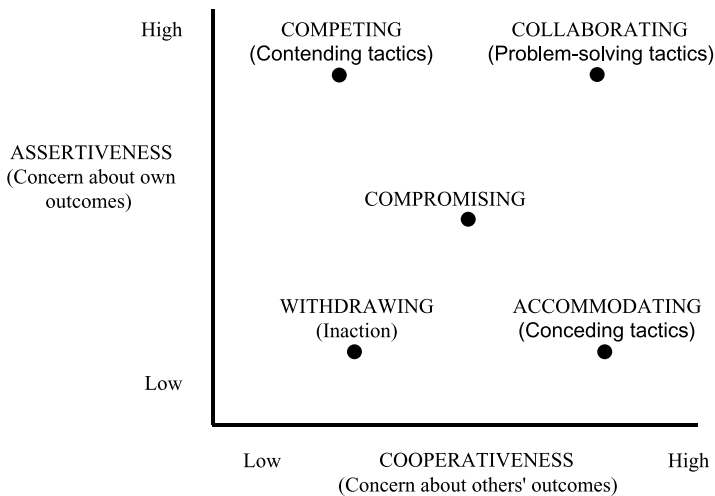 High
COMPETING
(Contending tactics)
COLLABORATING
(Problem-solving tactics)
ASSERTIVENESS
(Concern about own
outcomes)
COMPROMISING
WITHDRAWING
(Inaction)
ACCOMMODATING
(Conceding tactics)
Low
Low
COOPERATIVENESS
(Concern about others' outcomes)
High